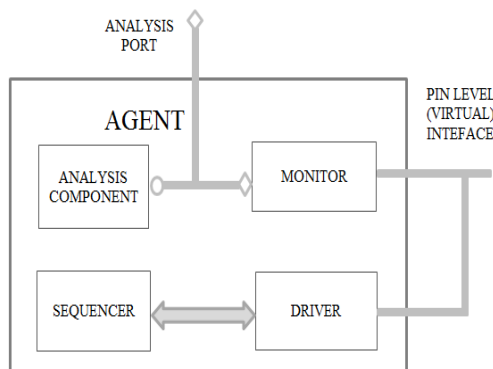 ANALYSIS
PORT
PIN LEVEL
(VIRTUAL)
INTEFACE
AGENT
ANALYSIS
COMPONENT
MONITOR
SEQUENCER
DRIVER